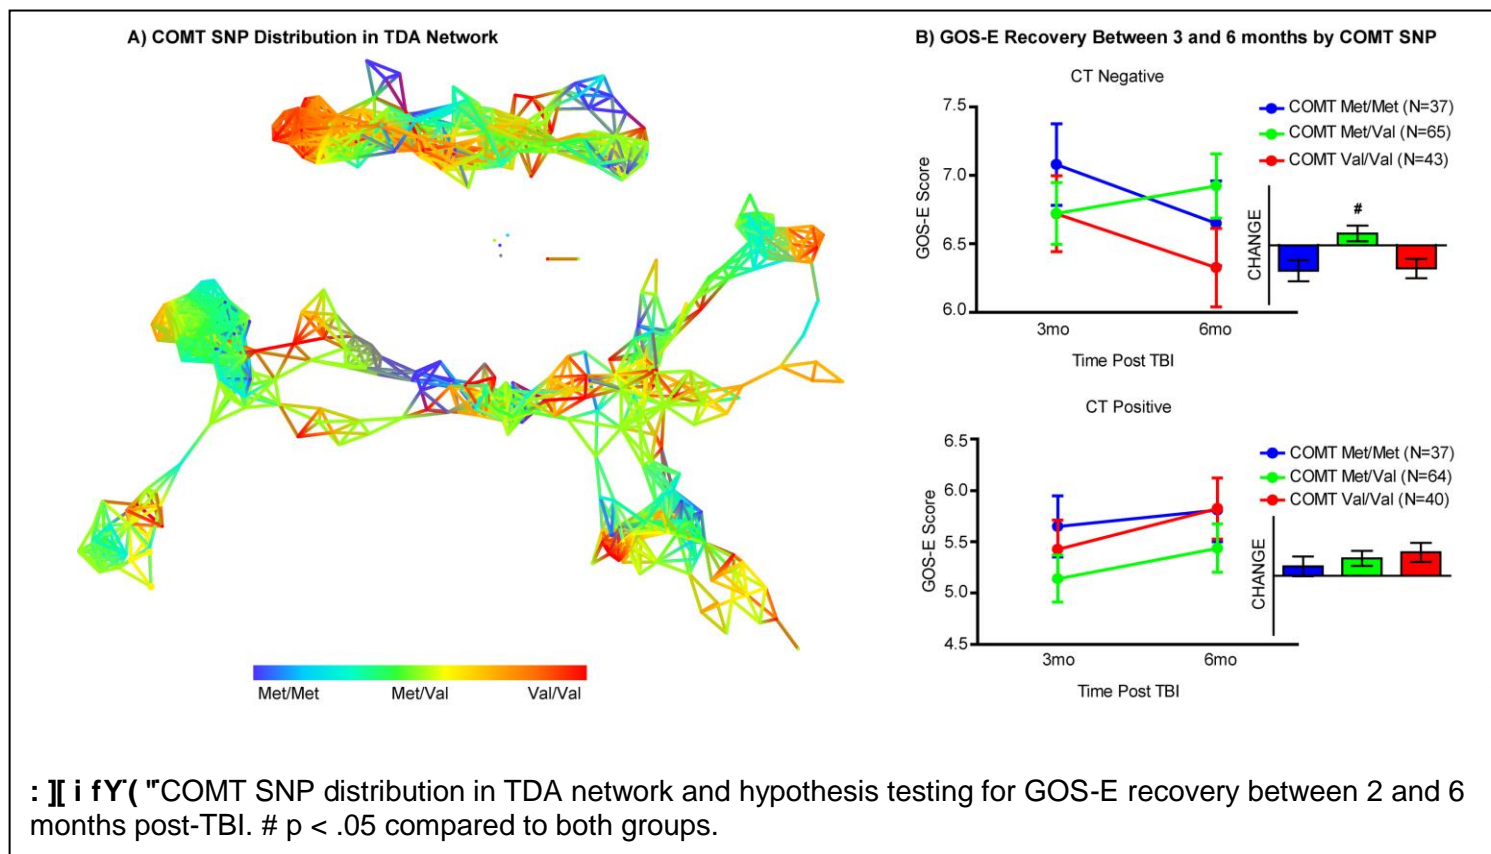 A) COMT SNP Distribution in TDA Network
Met/Met
Met/Val
Val/Val
B) GOS-E Recovery Between 3 and 6 months by COMT SNP
CT Negative
7.5
7.0
6.5
6.0
GOS-E Score
3mo
6mo
Time Post TBI
COMT Met/Met (N=37)
COMT Met/Val (N=65)
COMT Val/Val (N=43)
CHANGE
#
CT Positive
6.5
6.0
5.5
5.0
4.5
GOS-E Score
3mo
6mo
Time Post TBI
COMT Met/Met (N=37)
COMT Met/Val (N=64)
COMT Val/Val (N=40)
CHANGE
COMT SNP distribution in TDA network and hypothesis testing for GOS-E recovery between 2 and 6
months post-TBI. # p < .05 compared to both groups.